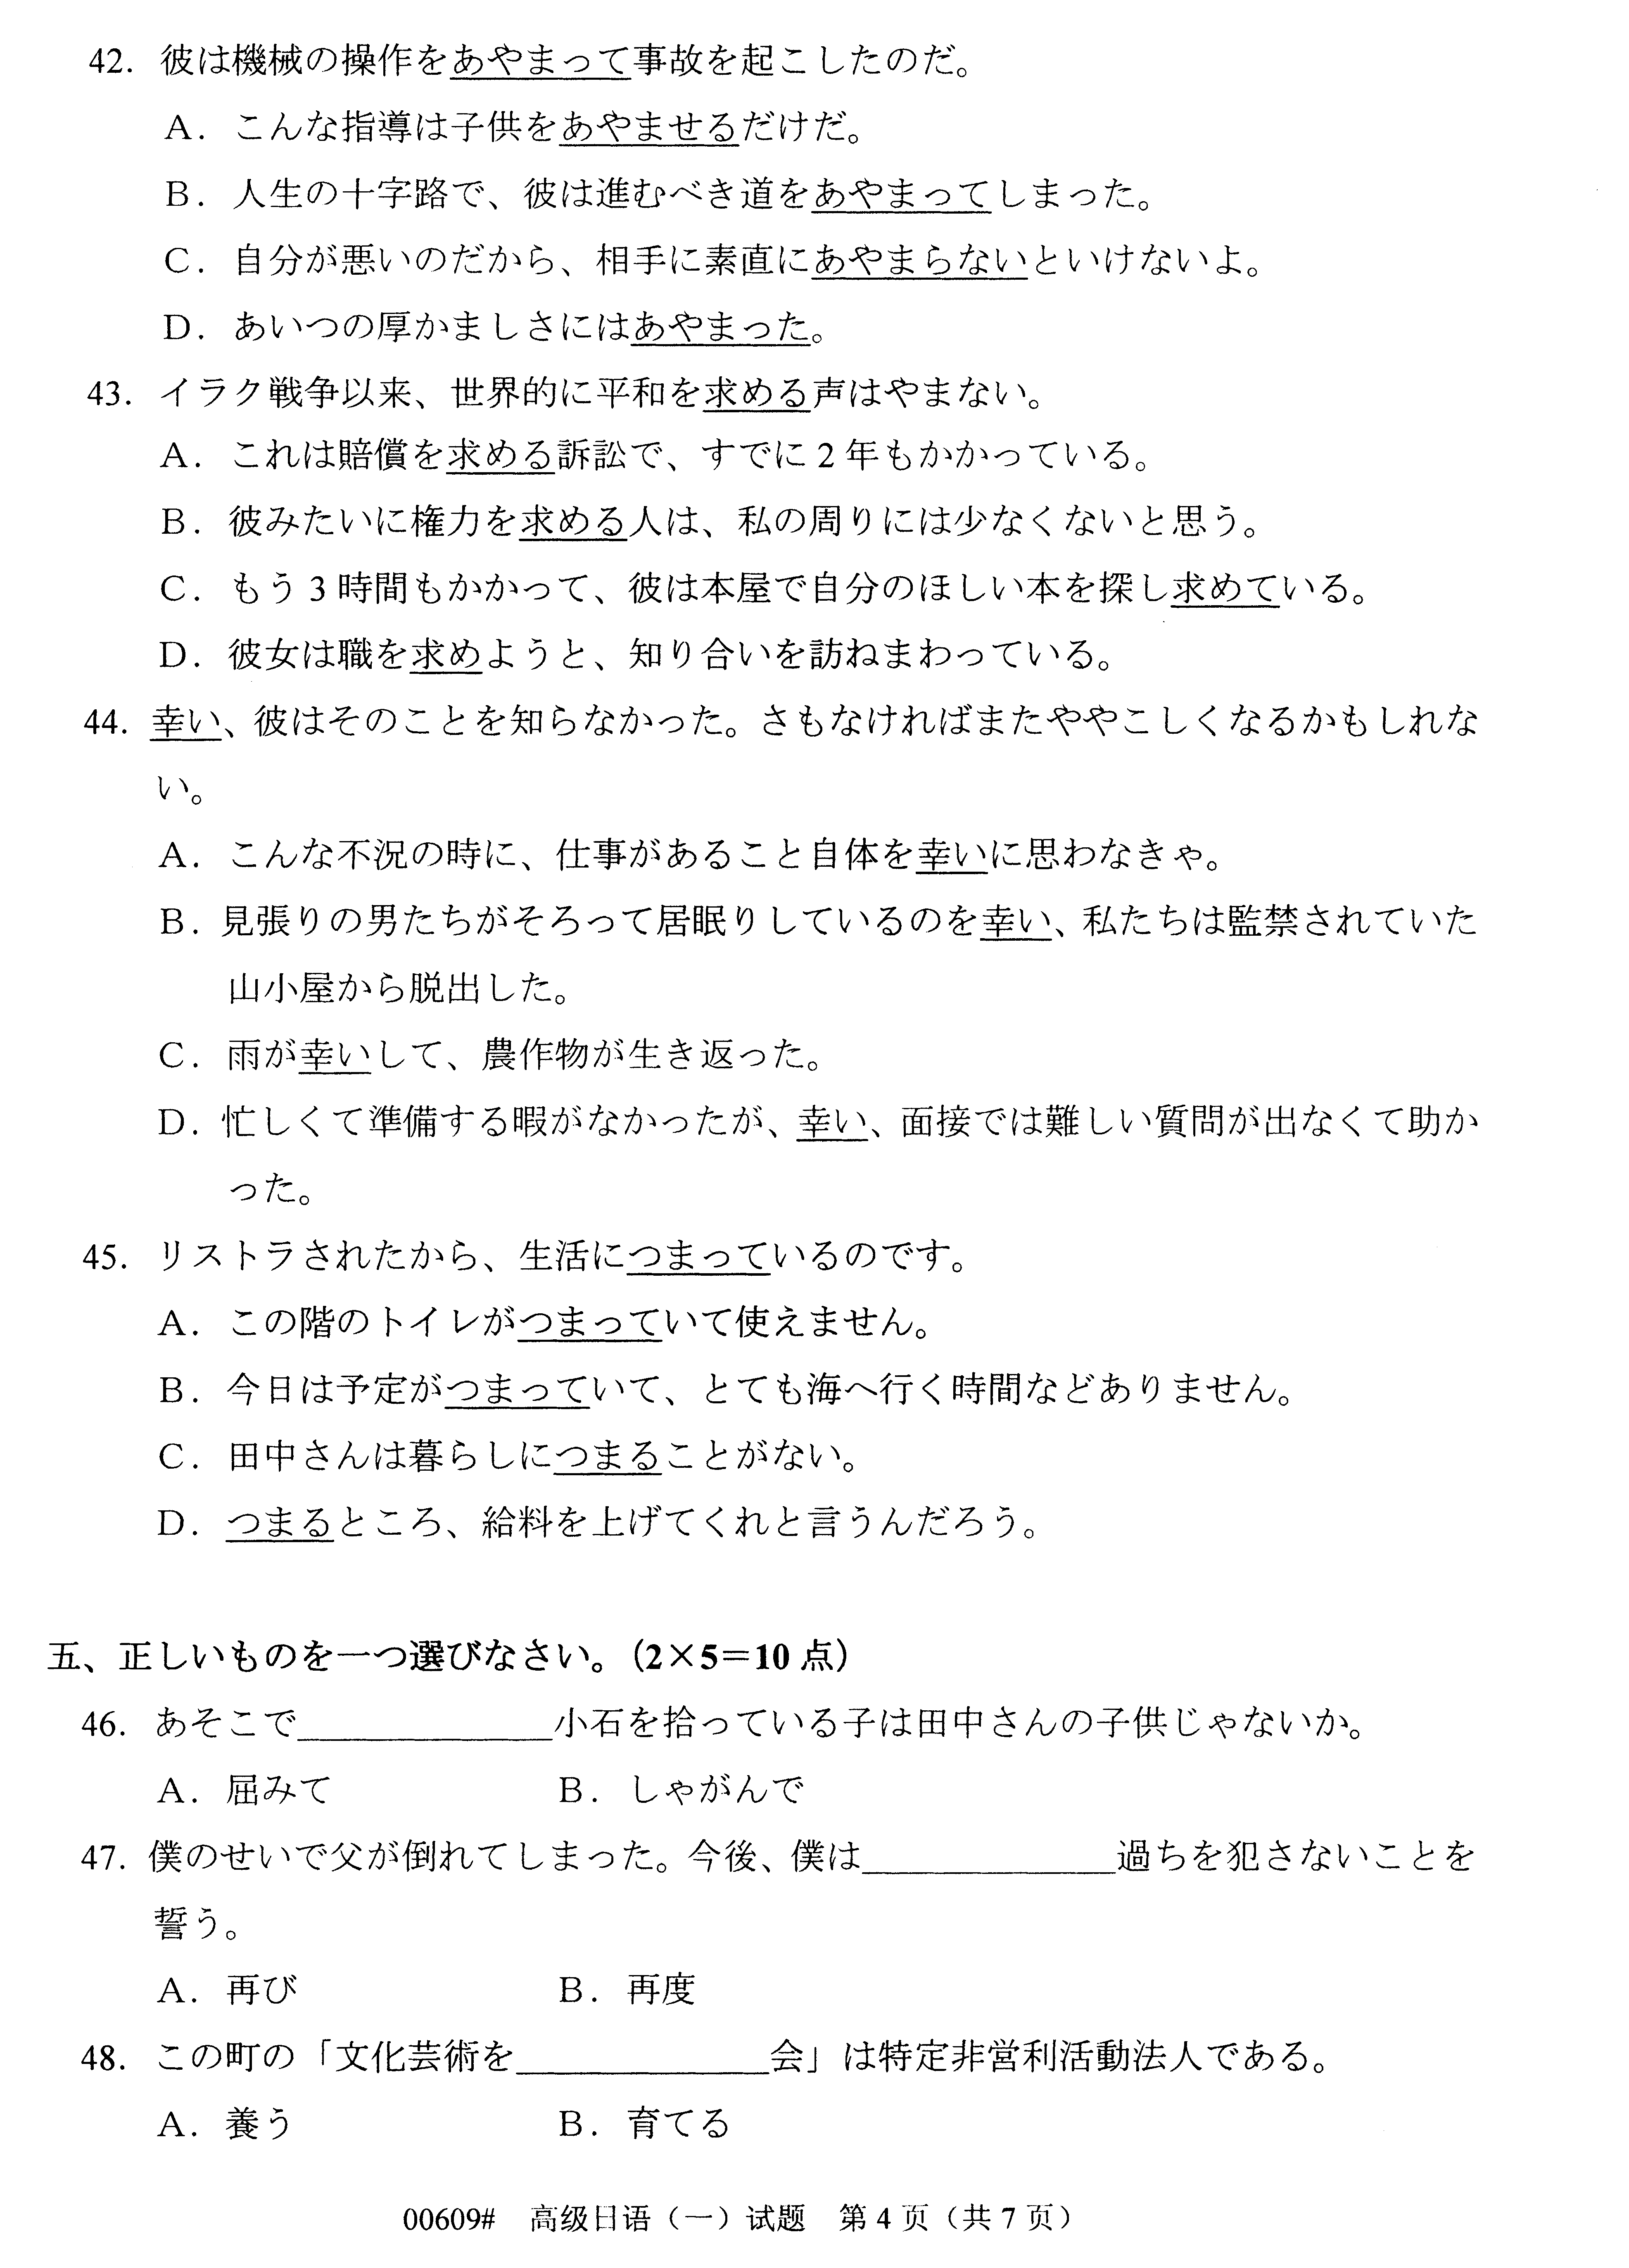 42. 彼は機械の操作をあやまって事故を起こしたのだ。
A. こんな指導は子供をあやませるだけだ。
B. 人生の十字路で、彼は進むべき道をあやまってしまった。
C. 自分が悪いのだから、相手に素直にあやまらないといけないよ。
D. あいつの厚かましさにはあやまった。
43. イラク戦争以来、世界的に平和を求める声はやまない。
A. これは賠償を求める訴訟で、すでに2年もかかっている。
B. 彼みたいに権力を求める人は、私の周りには少なくないと思う。
C. もう3時間もかかって、彼は本屋で自分のほしい本を探し求めている。
D. 彼女は職を求めようと、知り合いを訪ねまわっている。
44. 幸い、彼はそのことを知らなかった。さもなければまたややこしくなるかもしれな
い。
A. こんな不況の時に、仕事があること自体を幸いに思わなきゃ。
B. 見張りの男たちがそろって居眠りしているのを幸い、私たちは監禁されていた
山小屋から脱出した。
C. 雨が幸いして、農作物が生き返った。
D. 忙しくて準備する暇がなかったが、幸い、面接では難しい質問が出なくて助か
った。
45. リストラされたから、生活につまっているのです。
A. この階のトイレがつまっていて使えません。
B. 今日は予定がつまっていて、とても海へ行く時間などありません。
C. 田中さんは暮らしにつまることがない。
D. つまるところ、給料を上げてくれと言うんだろう。
五、正しいものを一つ選びなさい。（2×5＝10点）
46. あそこで______________小石を拾っている子は田中さんの子供じゃないか。
A. 屈みて B. しゃがんで
47. 僕のせいで父が倒れてしまった。今後、僕は______________過ちを犯さないことを
誓う。
A. 再び B. 再度
48. この町の「文化芸術を______________会」は特定非営利活動法人である。
A. 養う B. 育てる
00609# 高级日语（一）试题 第4页（共7页）